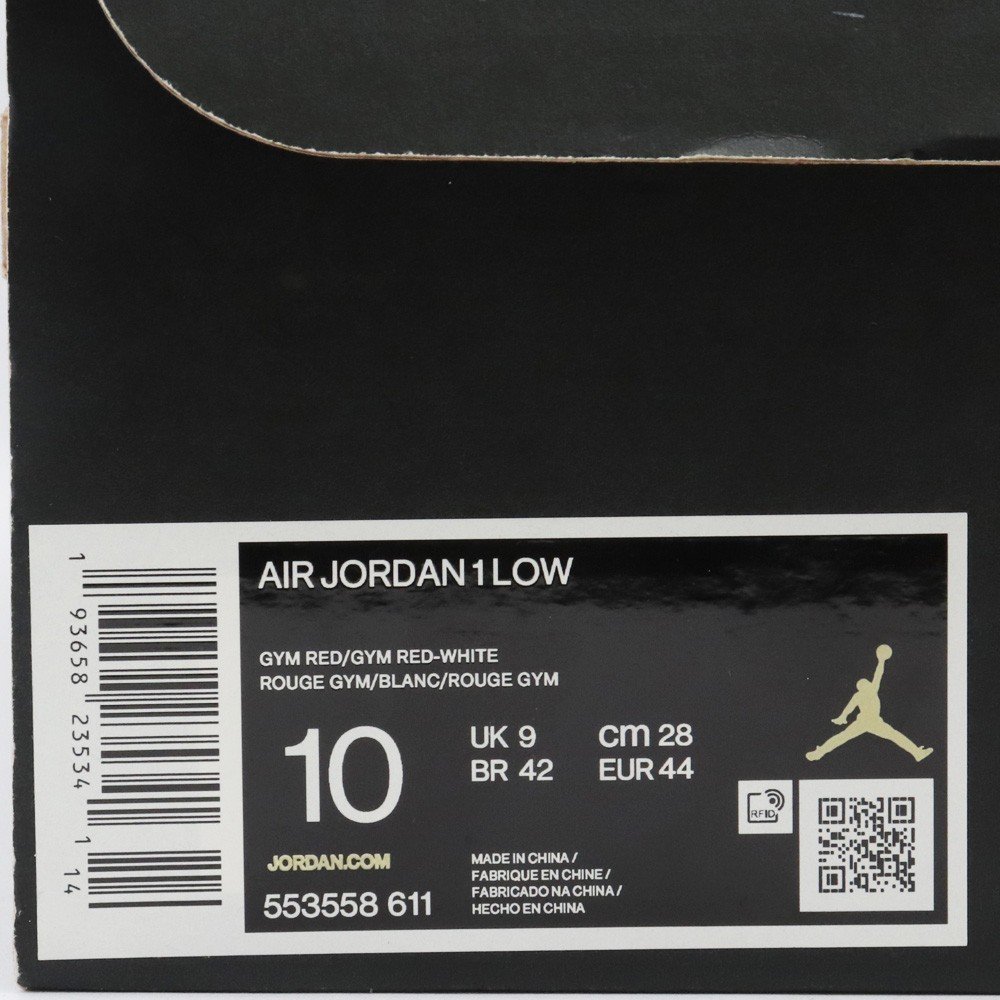 AIR JORDAN 1 LOW
GYM RED/GYM RED-WHITE
ROUGE GYM/BLANC/ROUGE GYM
10
UK 9
cm 28
BR 42
EUR 44
RFID
JORDAN.COM
553558 611
MADE IN CHINA /
FABRIQUE EN CHINE /
FABRICADO NA CHINA /
HECHO EN CHINA
1 93658 23534 1 14